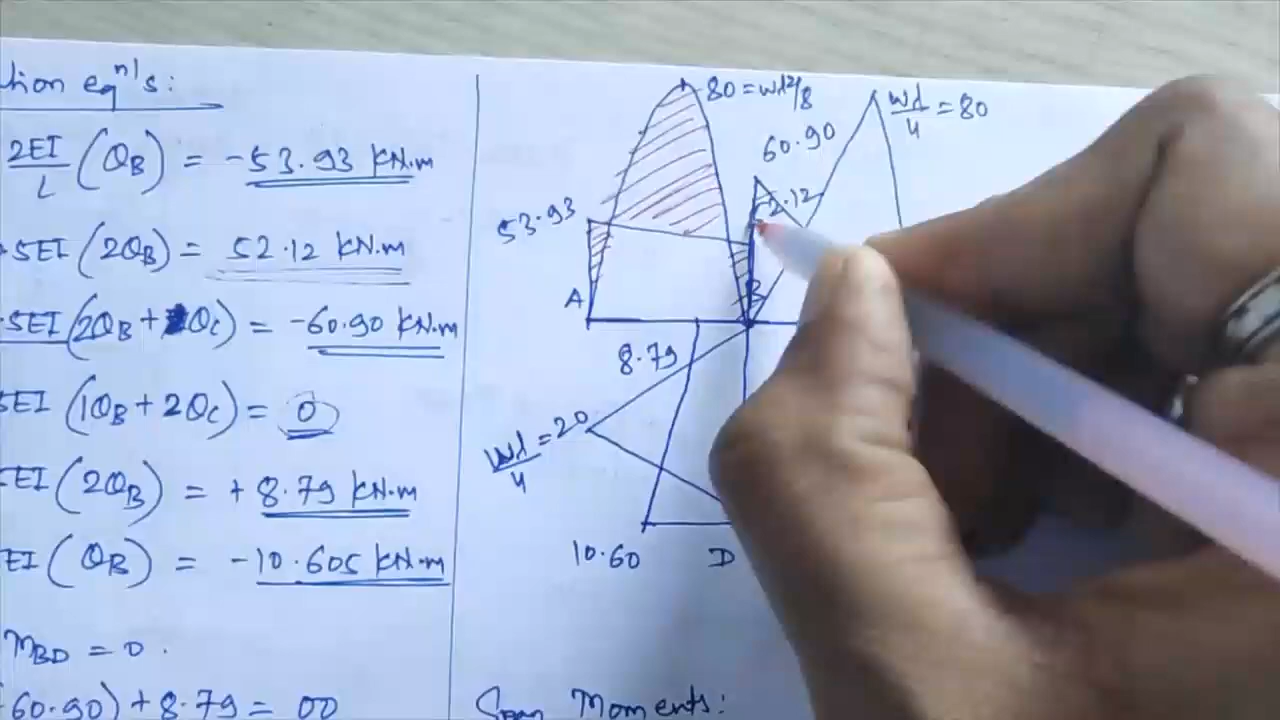 tion eqⁿ's:
2EI/L (θB) = -53.93 KN.m
.5EI (2θB) = 52.12 KN.m
.5EI (2θB + θc) = -60.90 KN.m
5EI (1θB + 2θc) = 0
EI (2θB) = + 8.79 KN.m
EI (θB) = -10.605 KN.m
MBD = 0.
60.90) + 8.79 = 00
80 = wl²/8
wl/4 = 80
60.90
52.12
53.93
A
B
8.79
wl/4 = 20
10.60
D
Span Moments: